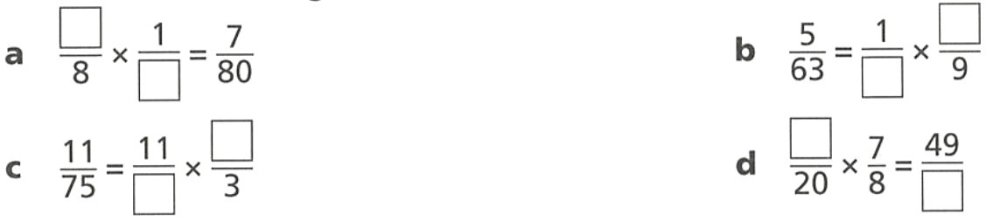 a □/8 × 1/□ = 7/80
b 5/63 = 1/□ × □/9
c 11/75 = 11/□ × □/3
d □/20 × 7/8 = 49/□